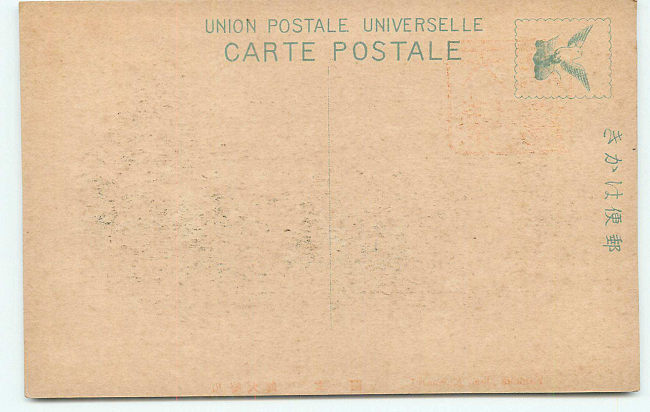 UNION POSTALE UNIVERSELLE
CARTE POSTALE
郵便はかき